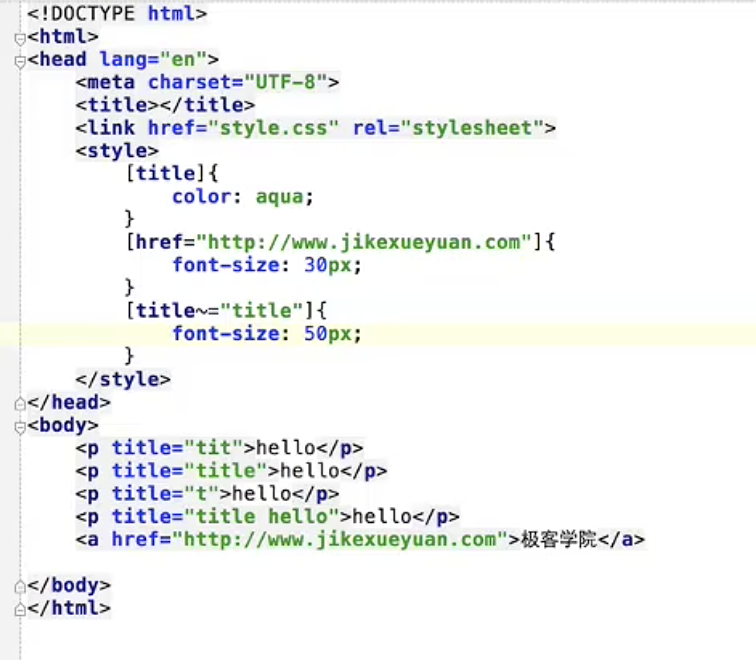 <!DOCTYPE html>
<html>
<head lang="en">
    <meta charset="UTF-8">
    <title></title>
    <link href="style.css" rel="stylesheet">
    <style>
        [title]{
            color: aqua;
        }
        [href="http://www.jikexueyuan.com"]{
            font-size: 30px;
        }
        [title~="title"]{
            font-size: 50px;
        }
    </style>
</head>
<body>
    <p title="tit">hello</p>
    <p title="title">hello</p>
    <p title="t">hello</p>
    <p title="title hello">hello</p>
    <a href="http://www.jikexueyuan.com">极客学院</a>

</body>
</html>